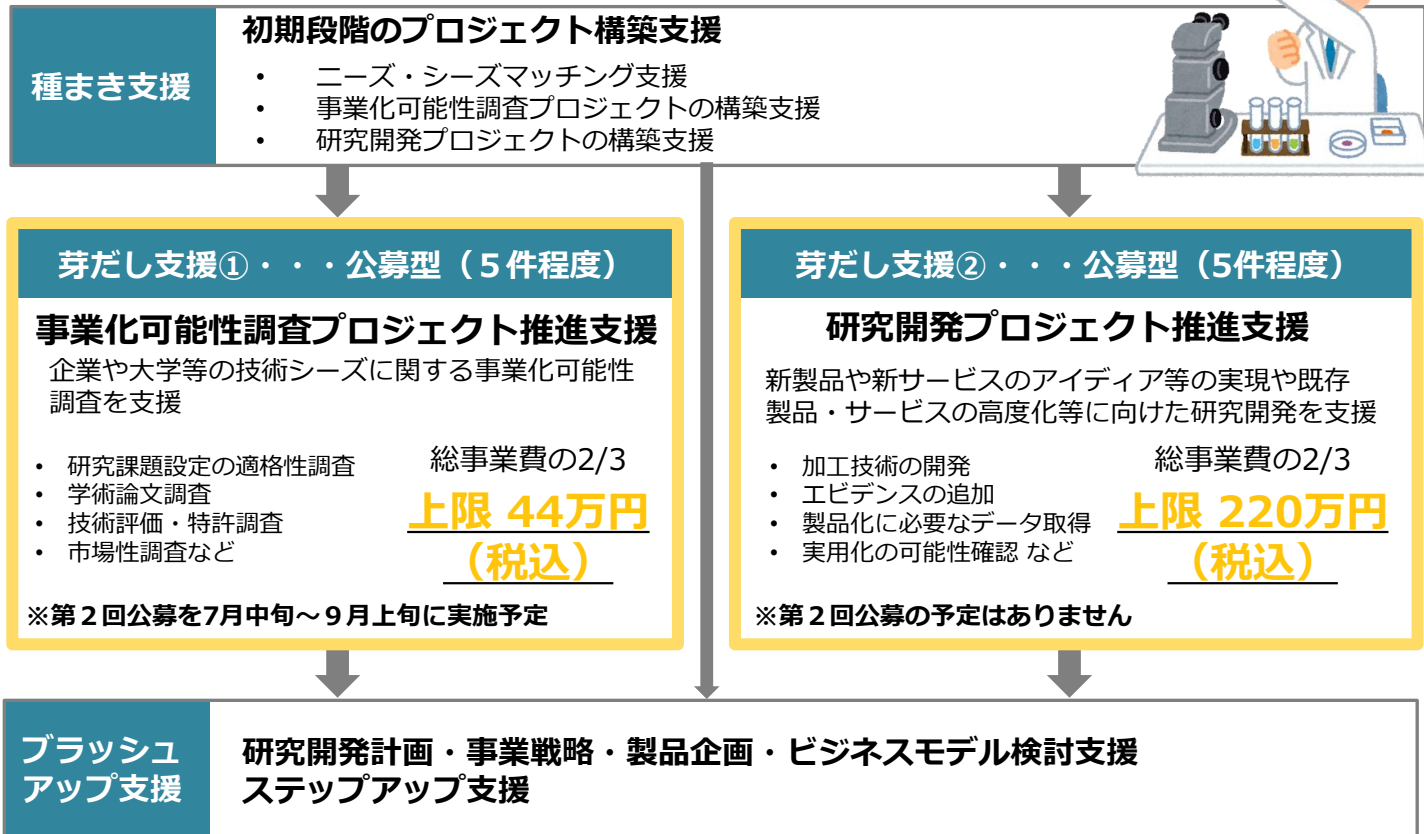 種まき支援
初期段階のプロジェクト構築支援
• ニーズ・シーズマッチング支援
• 事業化可能性調査プロジェクトの構築支援
• 研究開発プロジェクトの構築支援
芽だし支援①・・・公募型（５件程度）
事業化可能性調査プロジェクト推進支援
企業や大学等の技術シーズに関する事業化可能性
調査を支援
• 研究課題設定の適格性調査
• 学術論文調査
• 技術評価・特許調査
• 市場性調査など
総事業費の2/3
上限 44万円
（税込）
※第２回公募を7月中旬～９月上旬に実施予定
芽だし支援②・・・公募型（5件程度）
研究開発プロジェクト推進支援
新製品や新サービスのアイディア等の実現や既存
製品・サービスの高度化等に向けた研究開発を支援
• 加工技術の開発
• エビデンスの追加
• 製品化に必要なデータ取得
• 実用化の可能性確認 など
総事業費の2/3
上限 220万円
（税込）
※第２回公募の予定はありません
ブラッシュ
アップ支援
研究開発計画・事業戦略・製品企画・ビジネスモデル検討支援
ステップアップ支援